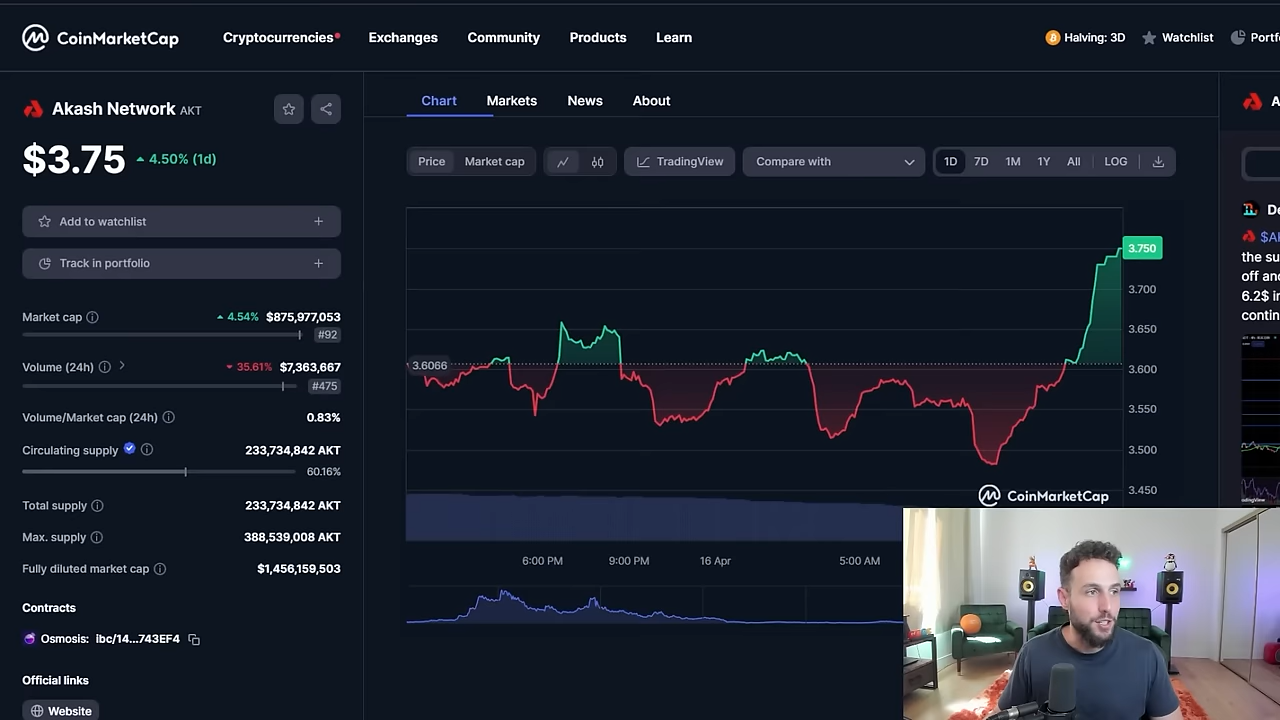 CoinMarketCap
Cryptocurrencies Exchanges Community Products Learn
Halving: 3D Watchlist
Akash Network AKT
$3.75 4.50% (1d)
Add to watchlist +
Track in portfolio +
Market cap 4.54% $875,977,053
#92
Volume (24h) 35.61% $7,363,667
#475
Volume/Market cap (24h) 0.83%
Circulating supply 233,734,842 AKT
60.16%
Total supply 233,734,842 AKT
Max. supply 388,539,008 AKT
Fully diluted market cap $1,456,159,503
Contracts
Osmosis: ibc/14...743EF4
Official links
Website
Chart Markets News About
Price Market cap TradingView Compare with 1D 7D 1M 1Y All LOG
3.750
3.700
3.650
3.6066
3.600
3.550
3.500
3.450
CoinMarketCap
6:00 PM 9:00 PM 16 Apr 5:00 AM
the su
off and
6.2$ in
contin